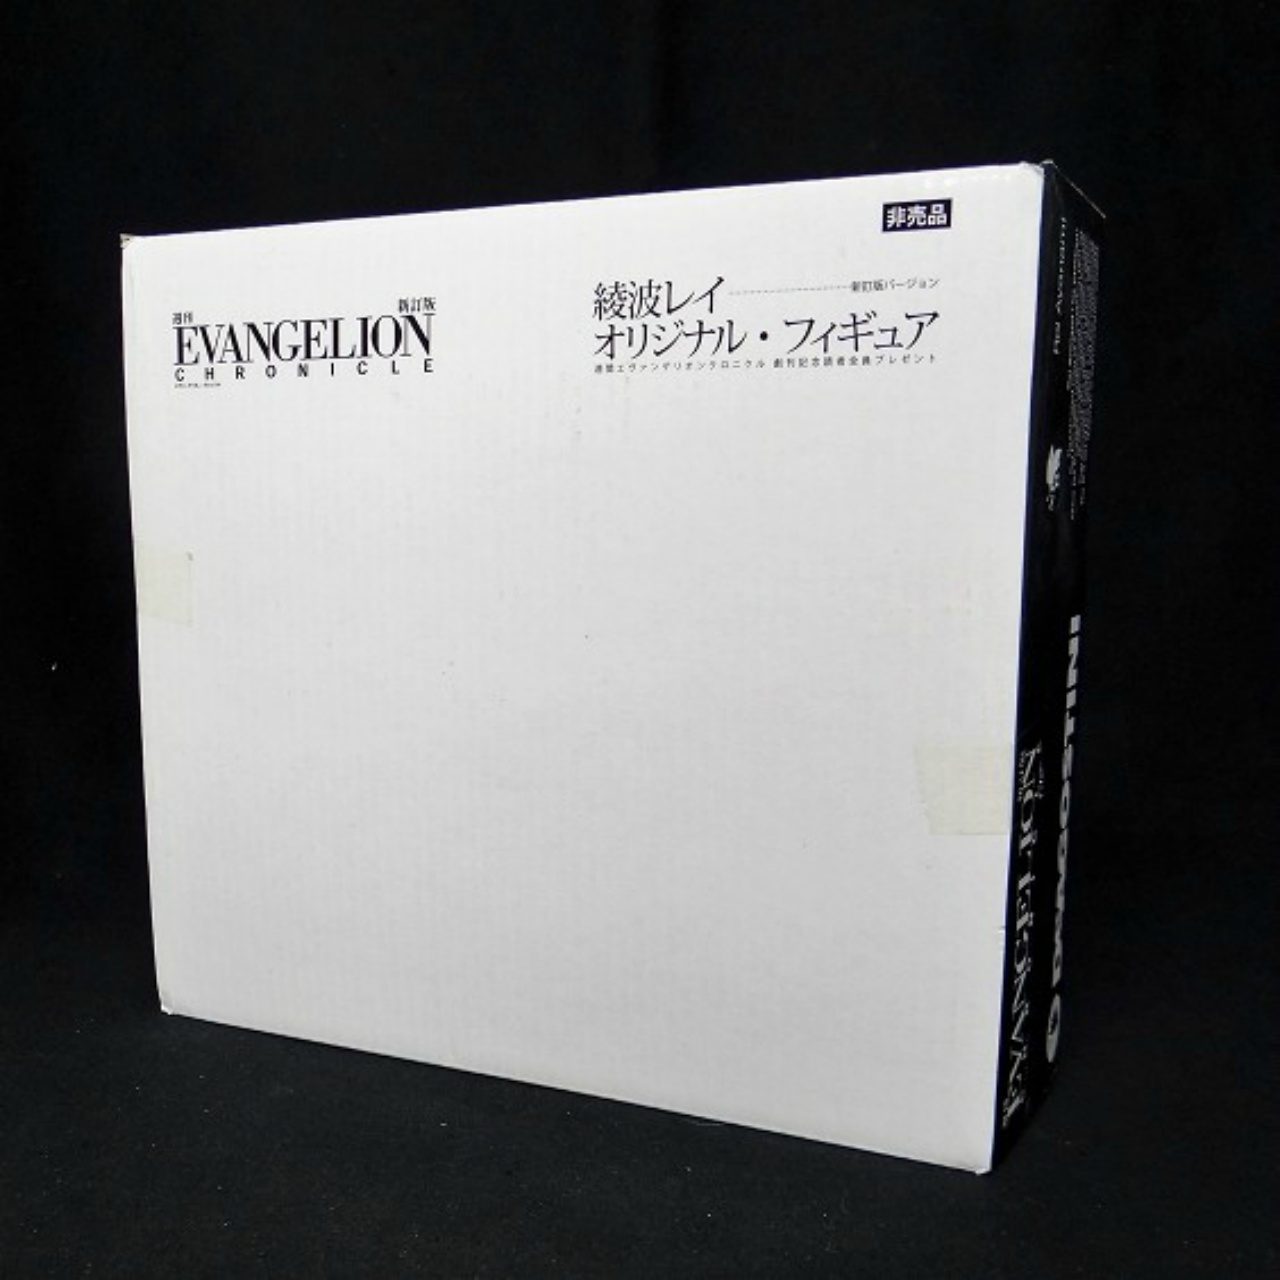 非売品
週刊
新訂版
EVANGELION
CHRONICLE
綾波レイ 新訂版バージョン
オリジナル・フィギュア
週間エヴァンゲリオンクロニクル 創刊記念読者全員プレゼント
DeAGOSTINI
EVANGELION